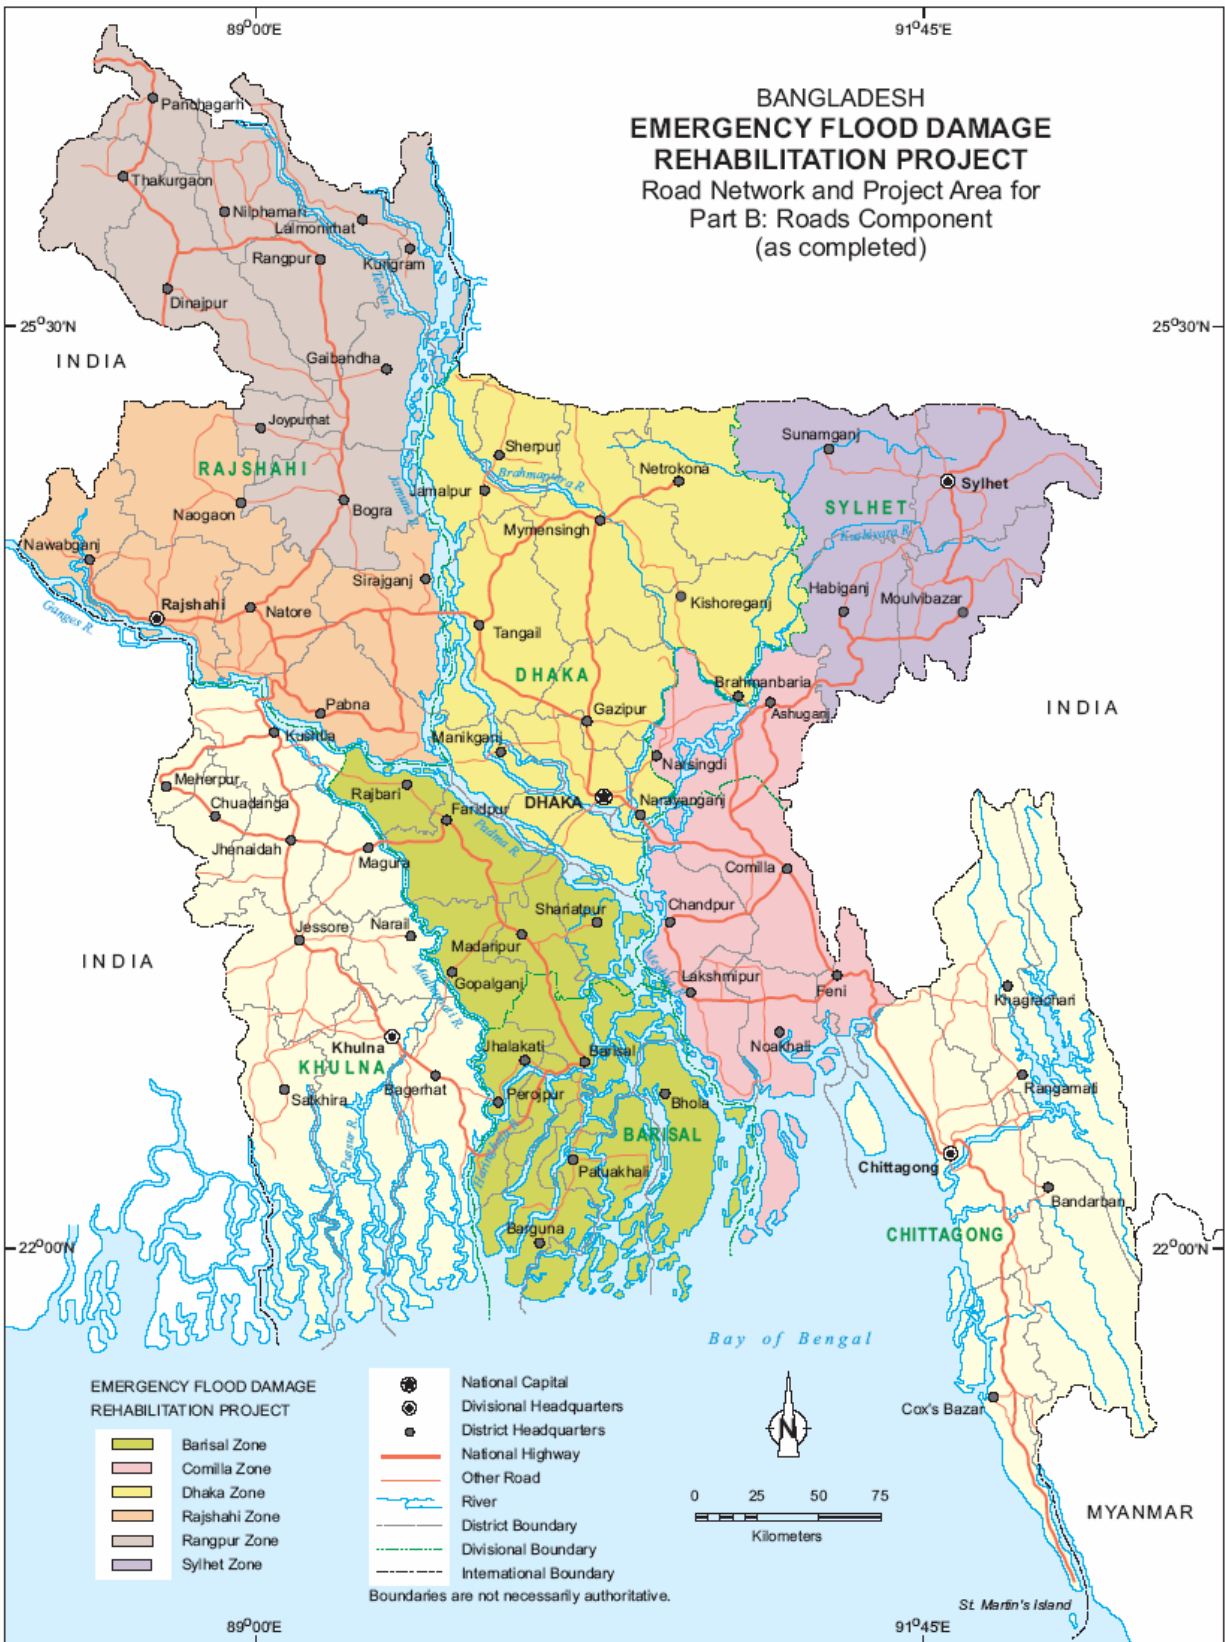 89°00'E
91°45'E
BANGLADESH
EMERGENCY FLOOD DAMAGE
REHABILITATION PROJECT
Road Network and Project Area for
Part B: Roads Component
(as completed)
Panchagarh
Thakurgaon
Nilphamari
Lalmonirhat
Rangpur
Kurigram
Teesta R.
Dinajpur
25°30'N
25°30'N
INDIA
Gaibandha
Joypurhat
RAJSHAHI
Sherpur
Sunamganj
Netrokona
Brahmaputra R.
Jamalpur
Sylhet
Naogaon
Bogra
Jamuna R.
SYLHET
Mymensingh
Kushiyara R.
Nawabganj
Sirajganj
Habiganj
Moulvibazar
Rajshahi
Natore
Kishoreganj
Ganges R.
Tangail
DHAKA
Brahmanbaria
Pabna
Gazipur
Ashuganj
INDIA
Kushtia
Manikganj
Narsingdi
Meherpur
Rajbari
Chuadanga
DHAKA
Narayanganj
Faridpur
Padma R.
Jhenaidah
Magura
Comilla
Shariatpur
Chandpur
Jessore
Narail
Madaripur
INDIA
Gopalganj
Madhumati R.
Meghna R.
Lakshmipur
Feni
Khagrachari
Khulna
Noakhali
Jhalakati
Barisal
KHULNA
Bagerhat
Perojpur
Bhola
Rangamati
Satkhira
Pussur R.
BARISAL
Patuakhali
Chittagong
Bandarban
Barguna
CHITTAGONG
22°00'N
22°00'N
Bay of Bengal
EMERGENCY FLOOD DAMAGE
REHABILITATION PROJECT
Barisal Zone
Comilla Zone
Dhaka Zone
Rajshahi Zone
Rangpur Zone
Sylhet Zone
National Capital
Divisional Headquarters
District Headquarters
National Highway
Other Road
River
District Boundary
Divisional Boundary
International Boundary
Boundaries are not necessarily authoritative.
N
0 25 50 75
Kilometers
Cox's Bazar
MYANMAR
St. Martin's Island
89°00'E
91°45'E